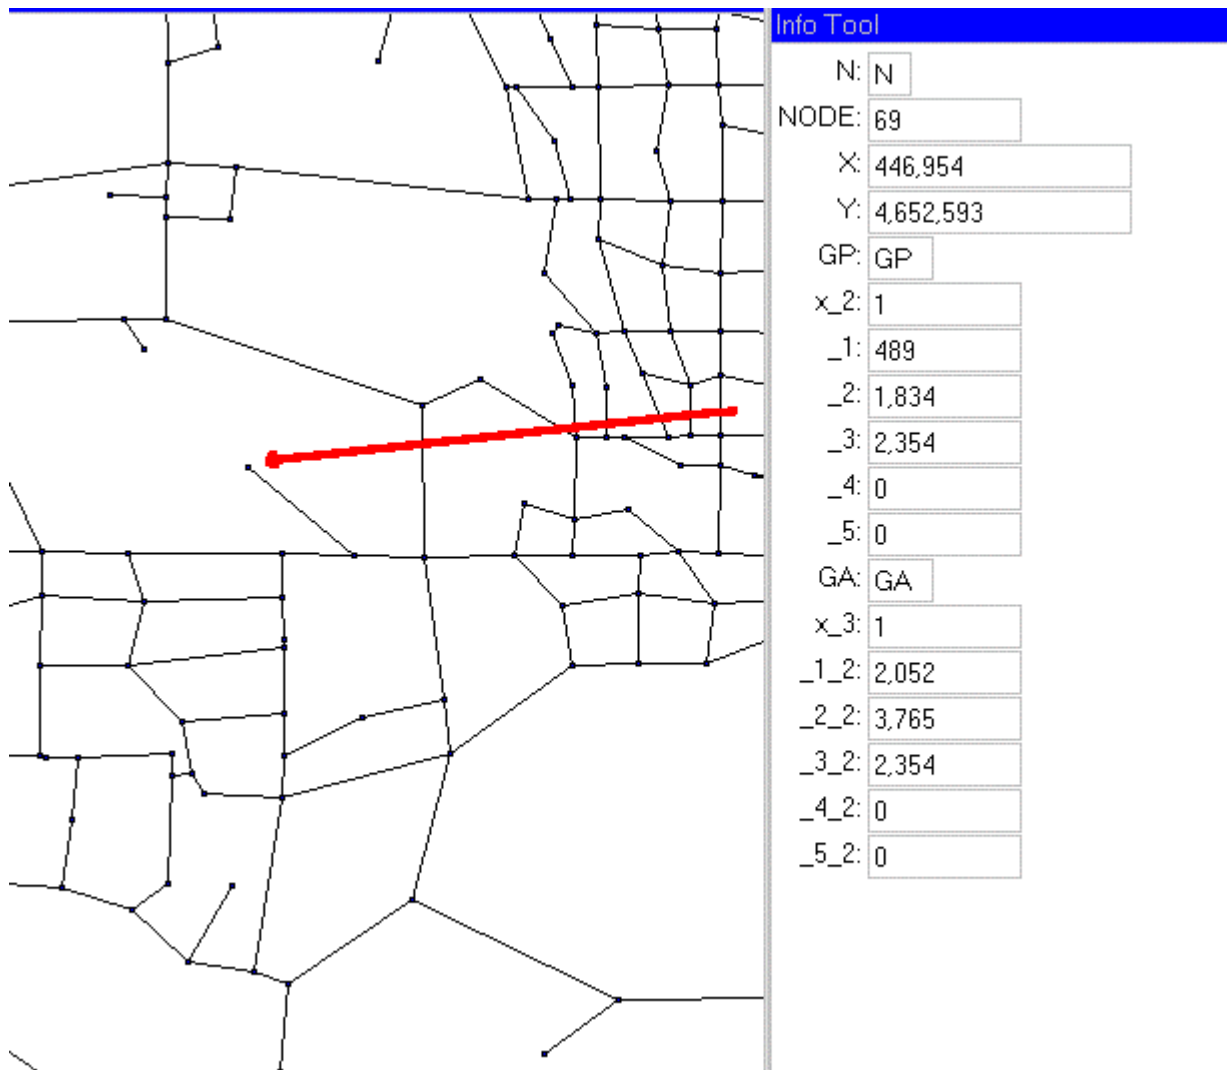 Info Tool
N: N
NODE: 69
X: 446,954
Y: 4,652,593
GP: GP
x_2: 1
_1: 489
_2: 1,834
_3: 2,354
_4: 0
_5: 0
GA: GA
x_3: 1
_1_2: 2,052
_2_2: 3,765
_3_2: 2,354
_4_2: 0
_5_2: 0